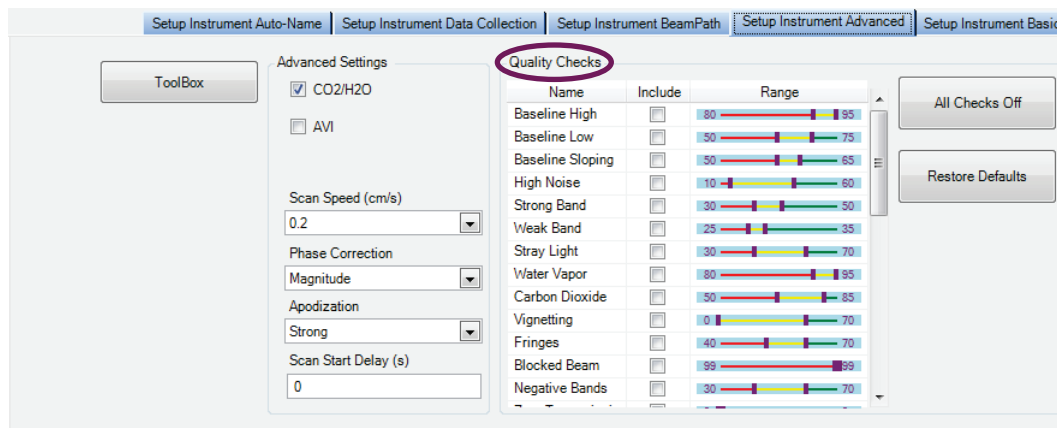 Setup Instrument Auto-Name Setup Instrument Data Collection Setup Instrument BeamPath Setup Instrument Advanced Setup Instrument Basic
ToolBox
Advanced Settings
CO2/H2O
AVI
Scan Speed (cm/s)
0.2
Phase Correction
Magnitude
Apodization
Strong
Scan Start Delay (s)
0
Quality Checks
Name Include Range
Baseline High 80 95
Baseline Low 50 75
Baseline Sloping 50 65
High Noise 10 60
Strong Band 30 50
Weak Band 25 35
Stray Light 30 70
Water Vapor 80 95
Carbon Dioxide 50 85
Vignetting 0 70
Fringes 40 70
Blocked Beam 99 99
Negative Bands 30 70
All Checks Off
Restore Defaults